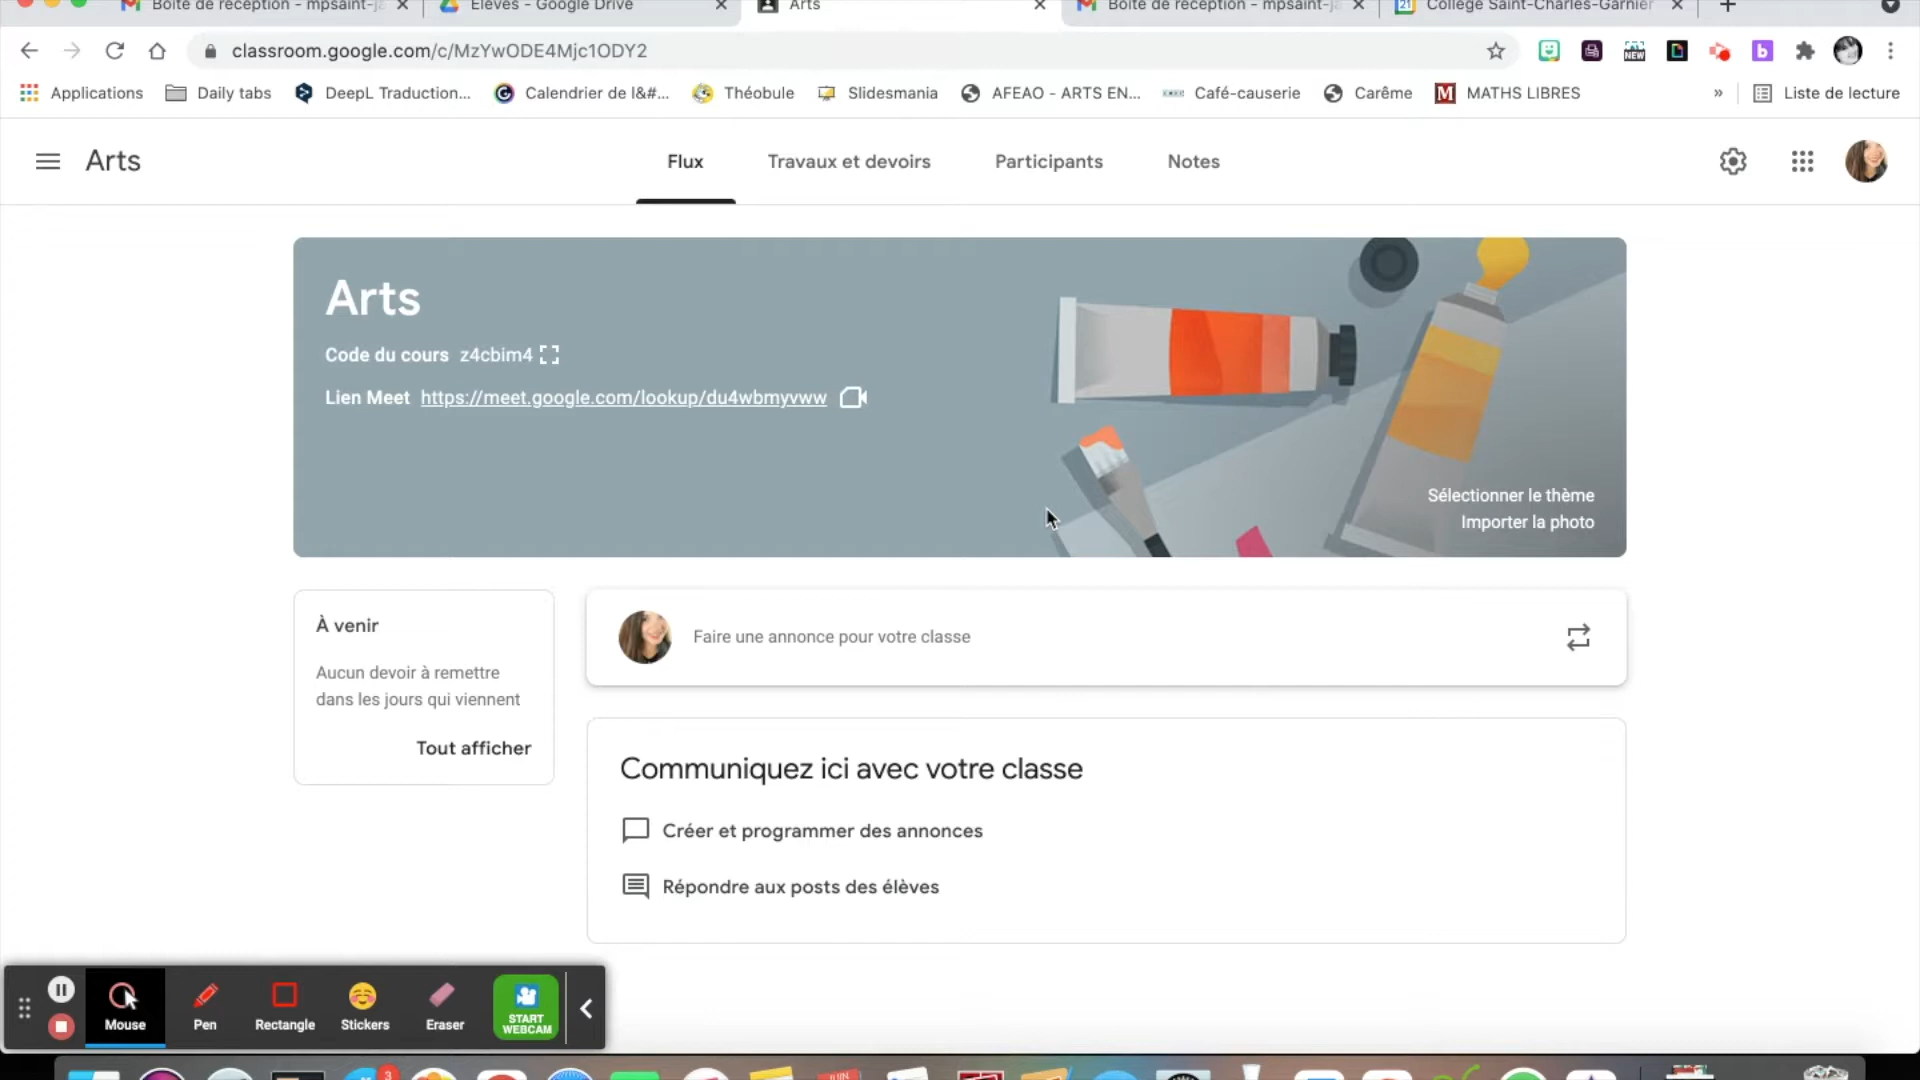 Boîte de réception - mpsaint-ja
Élèves - Google Drive
Arts
Boîte de réception - mpsaint-ja
Collège Saint-Charles-Garnier
classroom.google.com/c/MzYwODE4Mjc1ODY2
NEW
b
Applications
Daily tabs
DeepL Traduction...
Calendrier de l&#...
Théobule
Slidesmania
AFEAO - ARTS EN...
Café-causerie
Carême
M MATHS LIBRES
»
Liste de lecture
Arts
Flux
Travaux et devoirs
Participants
Notes
Arts
Code du cours z4cbim4
Lien Meet https://meet.google.com/lookup/du4wbmyvww
Sélectionner le thème
Importer la photo
À venir
Aucun devoir à remettre
dans les jours qui viennent
Tout afficher
Faire une annonce pour votre classe
Communiquez ici avec votre classe
Créer et programmer des annonces
Répondre aux posts des élèves
Mouse
Pen
Rectangle
Stickers
Eraser
START
WEBCAM
3
JUIN